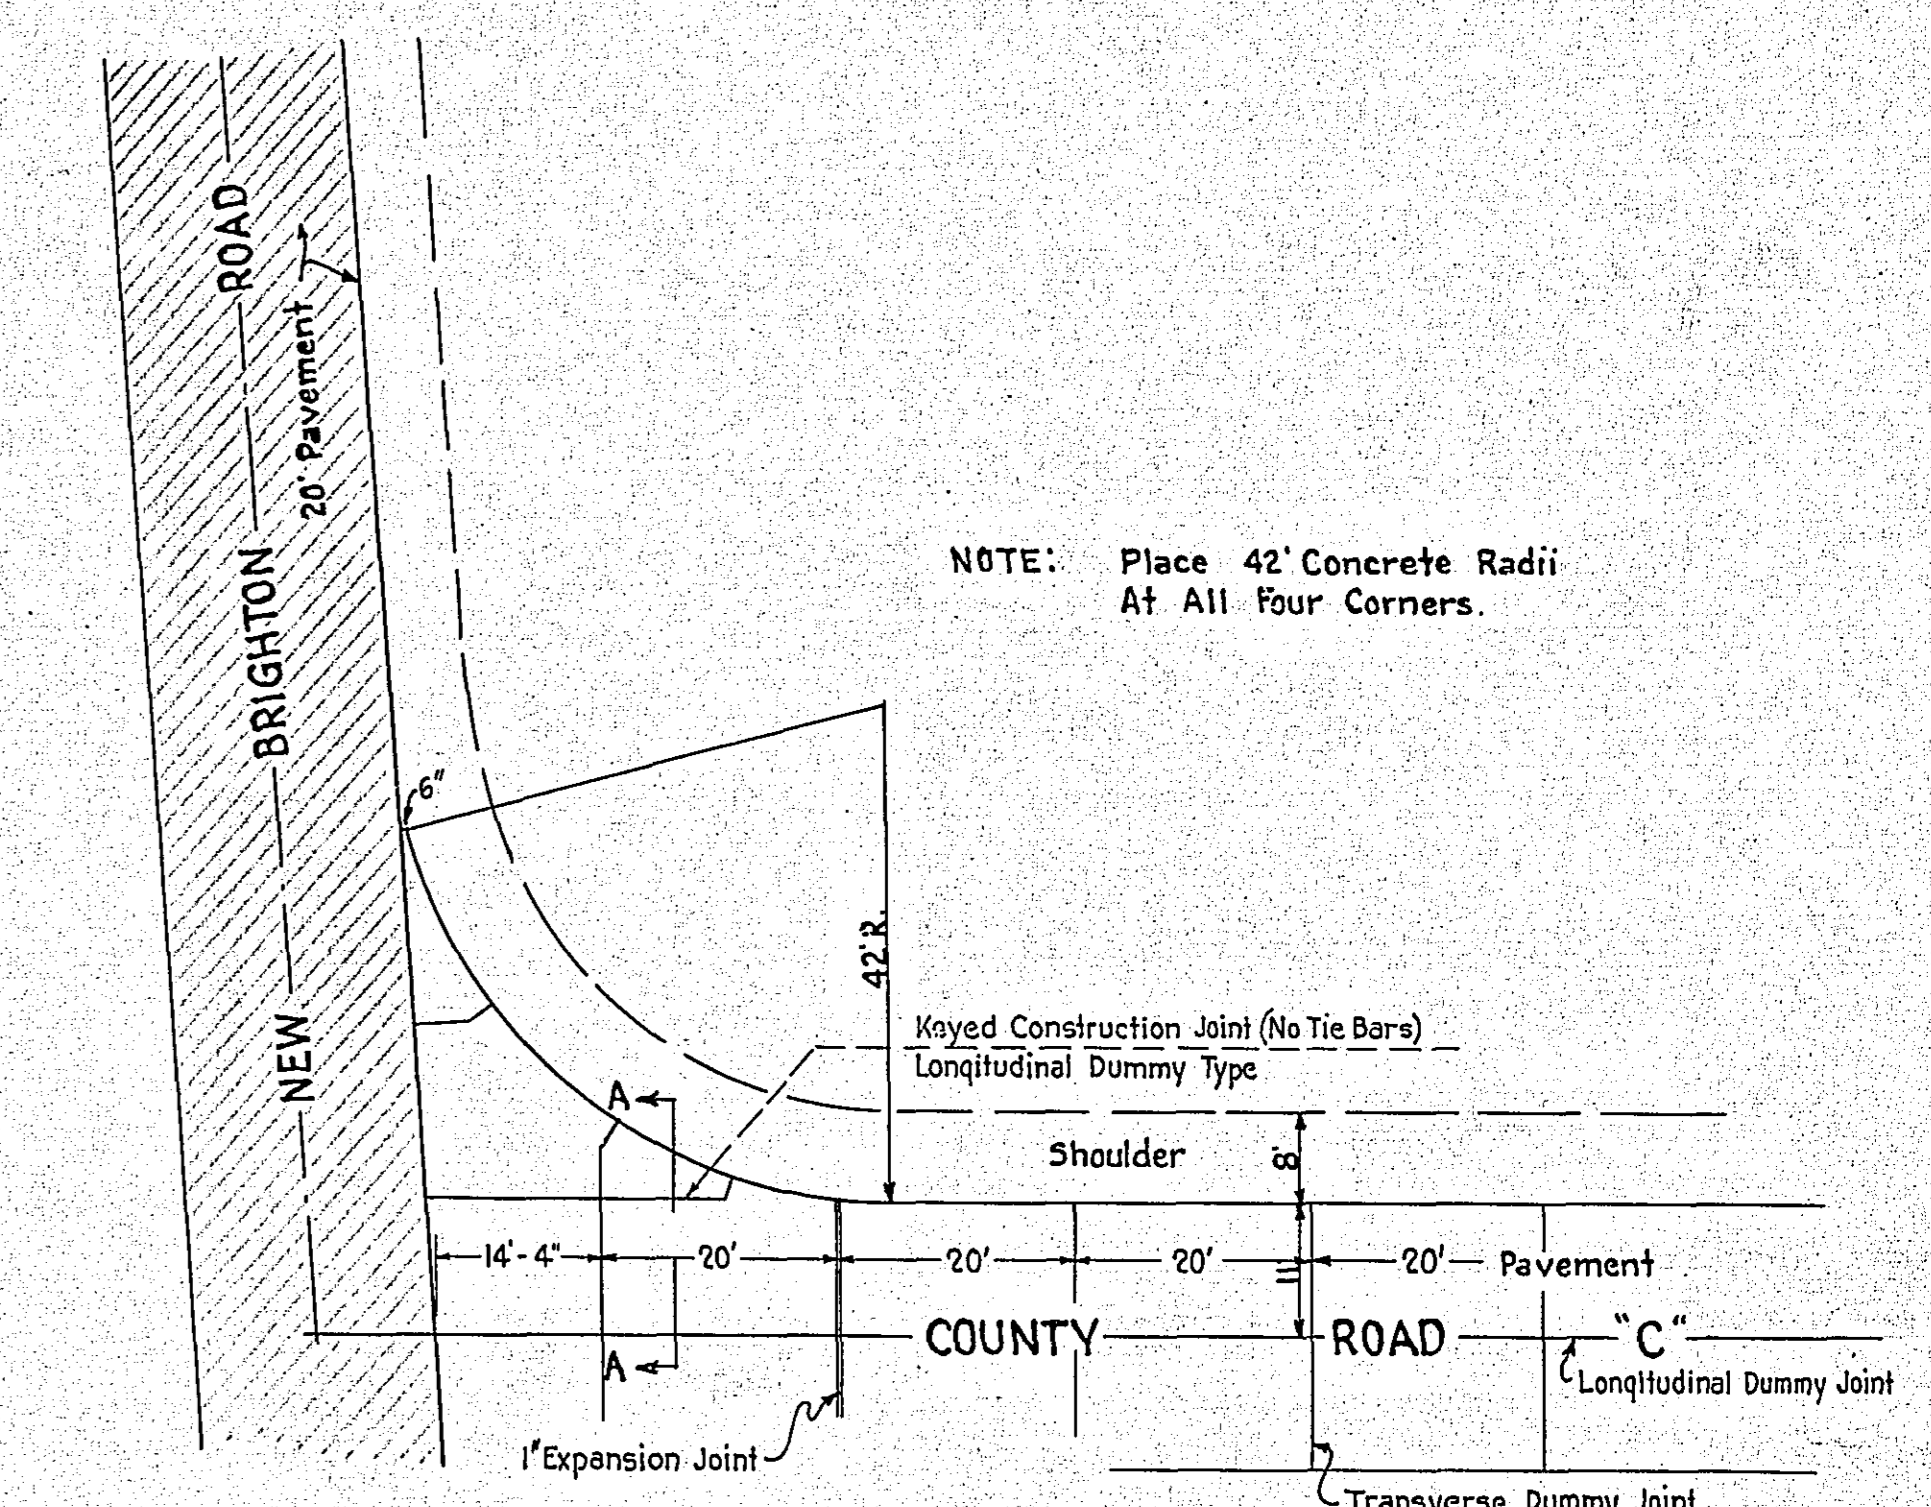 NEW BRIGHTON ROAD
20' Pavement
NOTE: Place 42' Concrete Radii
At All Four Corners.
6"
42' R.
Keyed Construction Joint (No Tie Bars)
Longitudinal Dummy Type
A
Shoulder
8'
14'-4"
20'
20'
20'
11'
20'
Pavement
COUNTY ROAD "C"
A
Longitudinal Dummy Joint
1" Expansion Joint
Transverse Dummy Joint